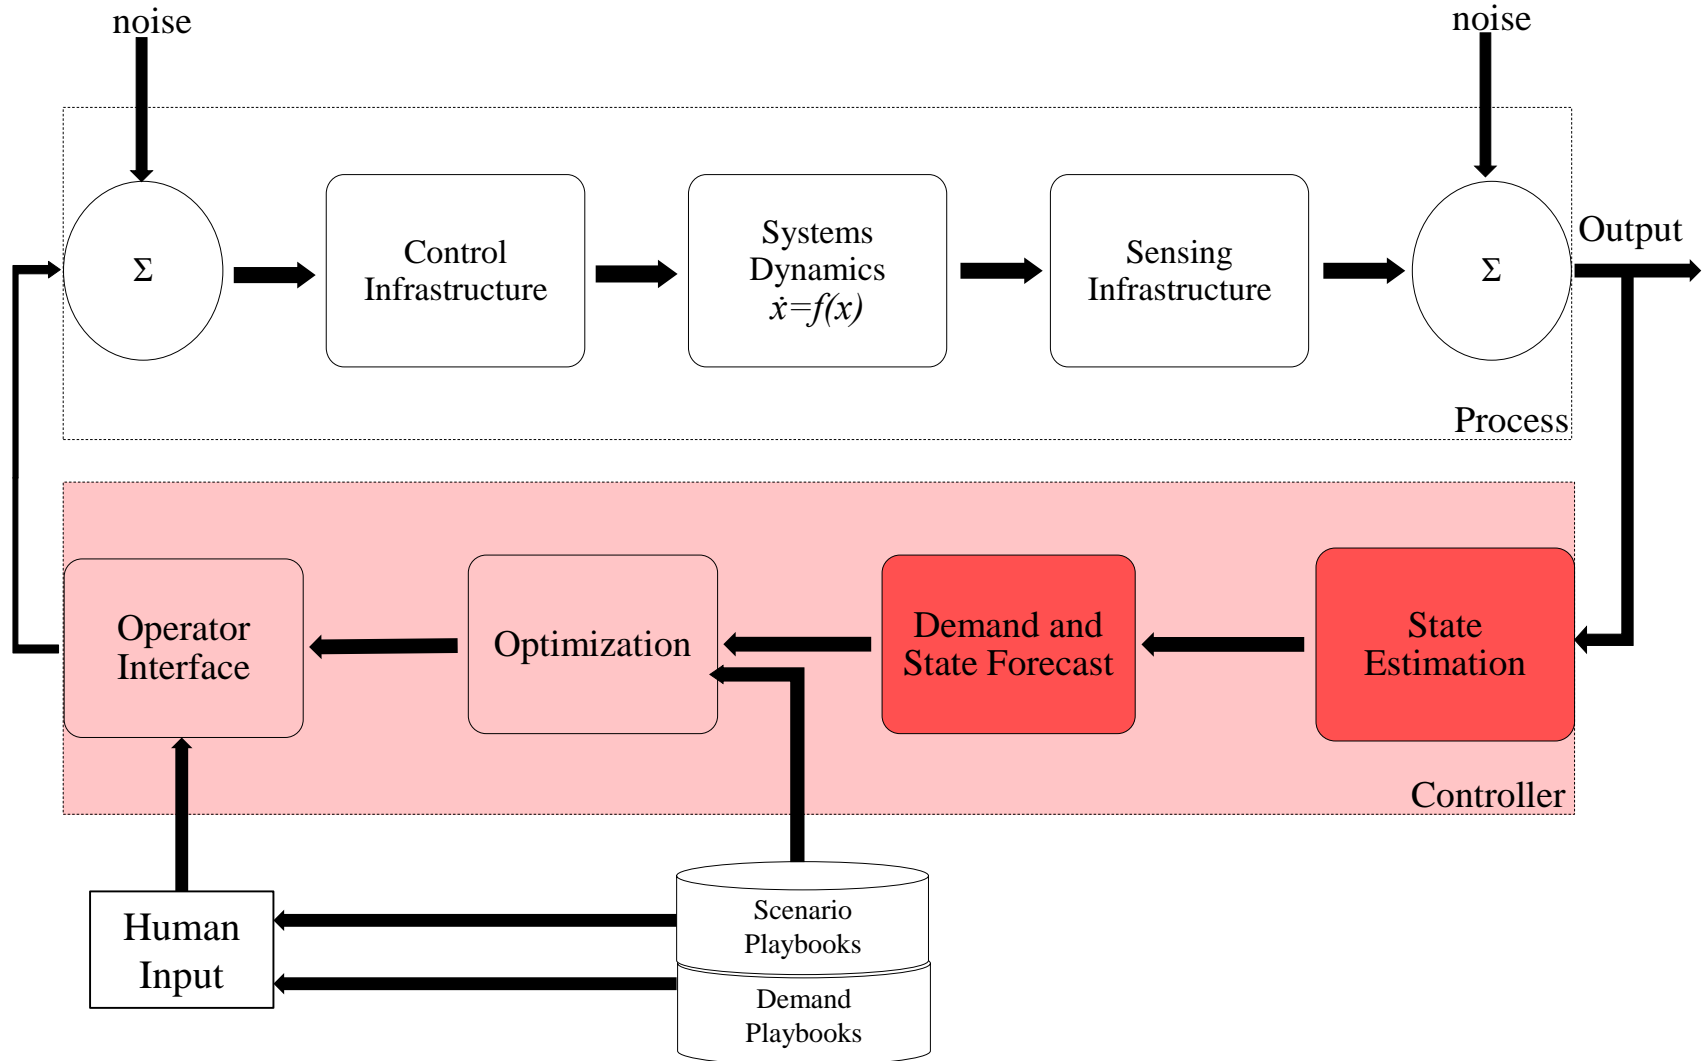 noise
noise
Σ
Control
Infrastructure
Systems
Dynamics
ẋ=f(x)
Sensing
Infrastructure
Σ
Output
Process
Operator
Interface
Optimization
Demand and
State Forecast
State
Estimation
Controller
Human
Input
Scenario
Playbooks
Demand
Playbooks